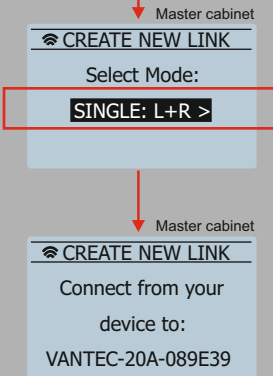 Master cabinet
CREATE NEW LINK
Select Mode:
SINGLE: L+R >
Master cabinet
CREATE NEW LINK
Connect from your
device to:
VANTEC-20A-089E39